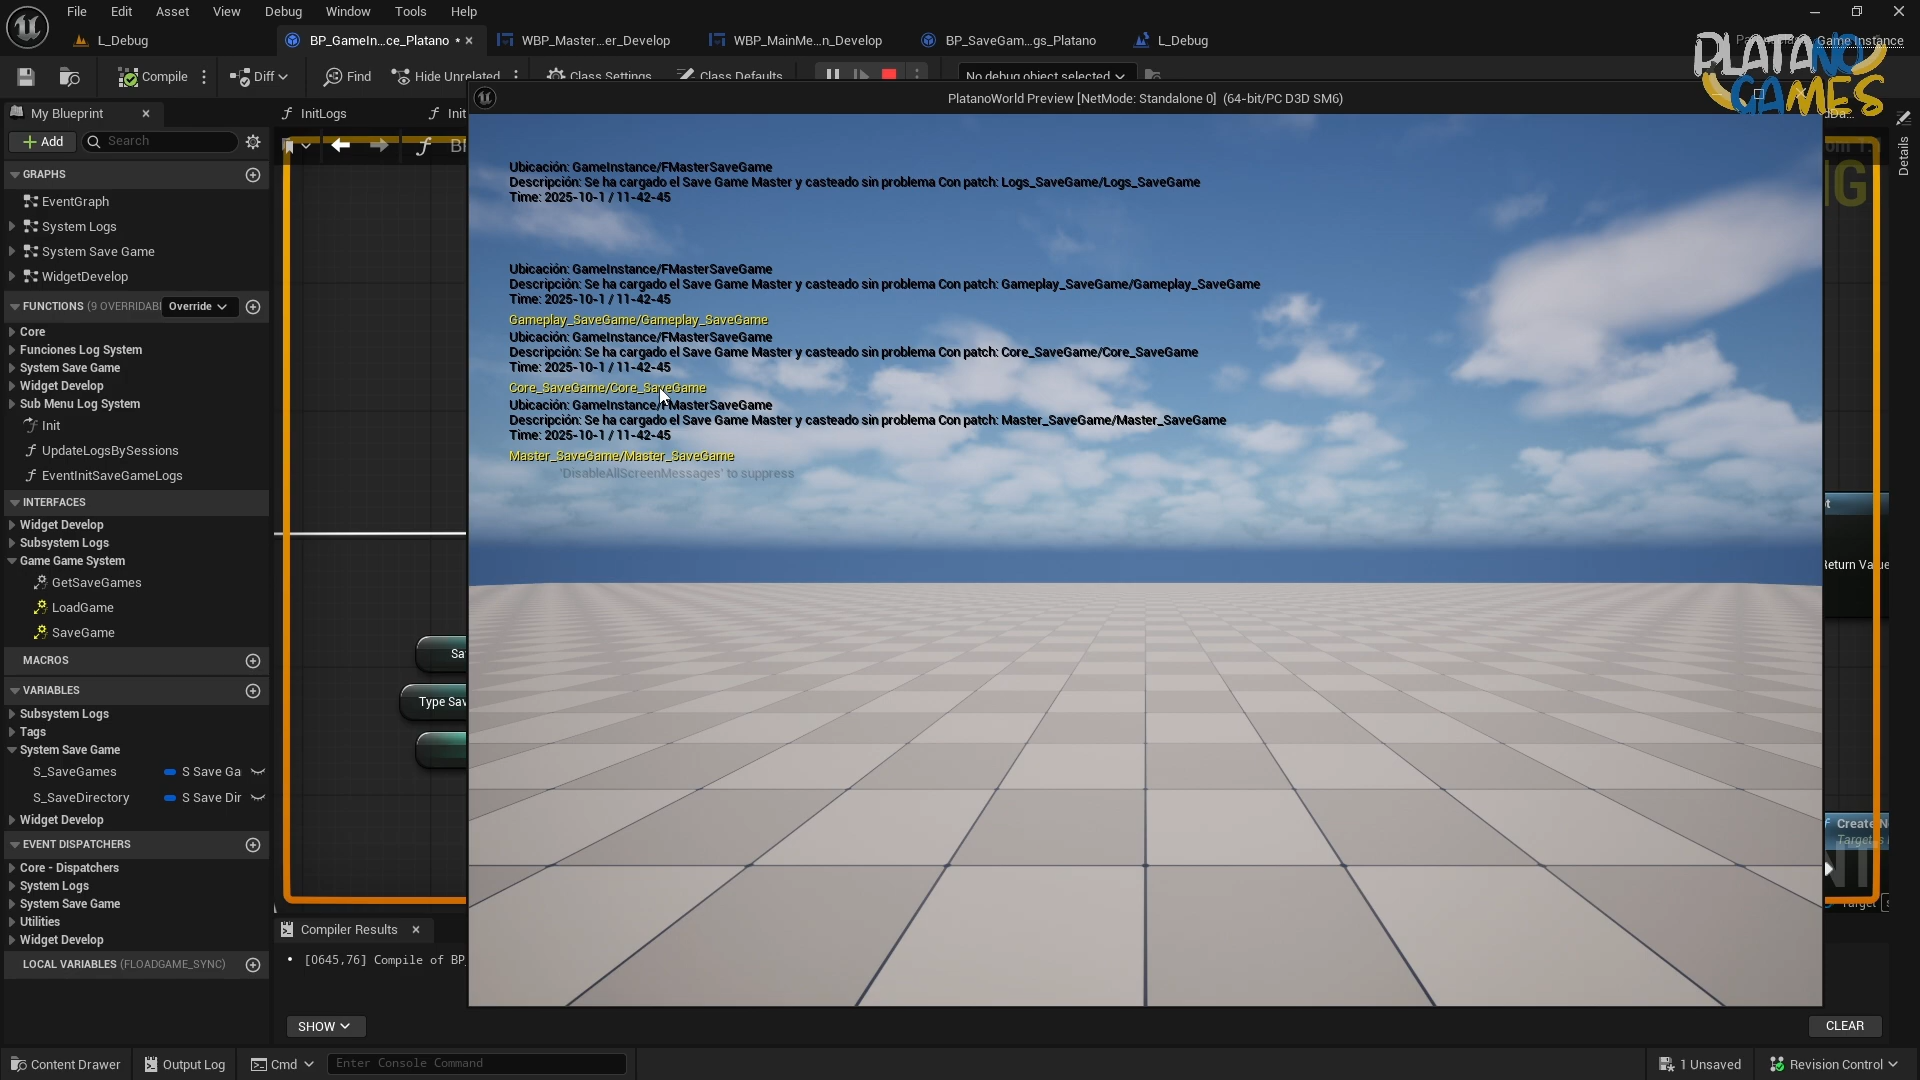 File Edit Asset View Debug Window Tools Help
L_Debug
BP_GameIn...ce_Platano
WBP_Master...er_Develop
WBP_MainMe...n_Develop
BP_SaveGam...gs_Platano
L_Debug
Game Instance
PLATANO GAMES
Compile
Diff
Find
Hide Unrelated
Class Settings
Class Defaults
No debug object selected
My Blueprint
InitLogs
Init
PlatanoWorld Preview [NetMode: Standalone 0] (64-bit/PC D3D SM6)
Details
Add
Search
GRAPHS
EventGraph
System Logs
System Save Game
WidgetDevelop
FUNCTIONS (9 OVERRIDABL
Override
Core
Funciones Log System
System Save Game
Widget Develop
Sub Menu Log System
Init
UpdateLogsBySessions
EventInitSaveGameLogs
INTERFACES
Widget Develop
Subsystem Logs
Game Game System
GetSaveGames
LoadGame
SaveGame
MACROS
VARIABLES
Subsystem Logs
Tags
System Save Game
S_SaveGames S Save Ga
S_SaveDirectory S Save Dir
Widget Develop
EVENT DISPATCHERS
Core - Dispatchers
System Logs
System Save Game
Utilities
Widget Develop
LOCAL VARIABLES (FLOADGAME_SYNC)
Ubicación: GameInstance/FMasterSaveGame
Descripción: Se ha cargado el Save Game Master y casteado sin problema Con patch: Logs_SaveGame/Logs_SaveGame
Time: 2025-10-1 / 11-42-45
Ubicación: GameInstance/FMasterSaveGame
Descripción: Se ha cargado el Save Game Master y casteado sin problema Con patch: Gameplay_SaveGame/Gameplay_SaveGame
Time: 2025-10-1 / 11-42-45
Gameplay_SaveGame/Gameplay_SaveGame
Ubicación: GameInstance/FMasterSaveGame
Descripción: Se ha cargado el Save Game Master y casteado sin problema Con patch: Core_SaveGame/Core_SaveGame
Time: 2025-10-1 / 11-42-45
Core_SaveGame/Core_SaveGame
Ubicación: GameInstance/FMasterSaveGame
Descripción: Se ha cargado el Save Game Master y casteado sin problema Con patch: Master_SaveGame/Master_SaveGame
Time: 2025-10-1 / 11-42-45
Master_SaveGame/Master_SaveGame
'DisableAllScreenMessages' to suppress
Sa
Type Sav
Return Value
Create N
Target
Compiler Results
[0645,76] Compile of BP_
SHOW
CLEAR
Content Drawer
Output Log
Cmd
Enter Console Command
1 Unsaved
Revision Control